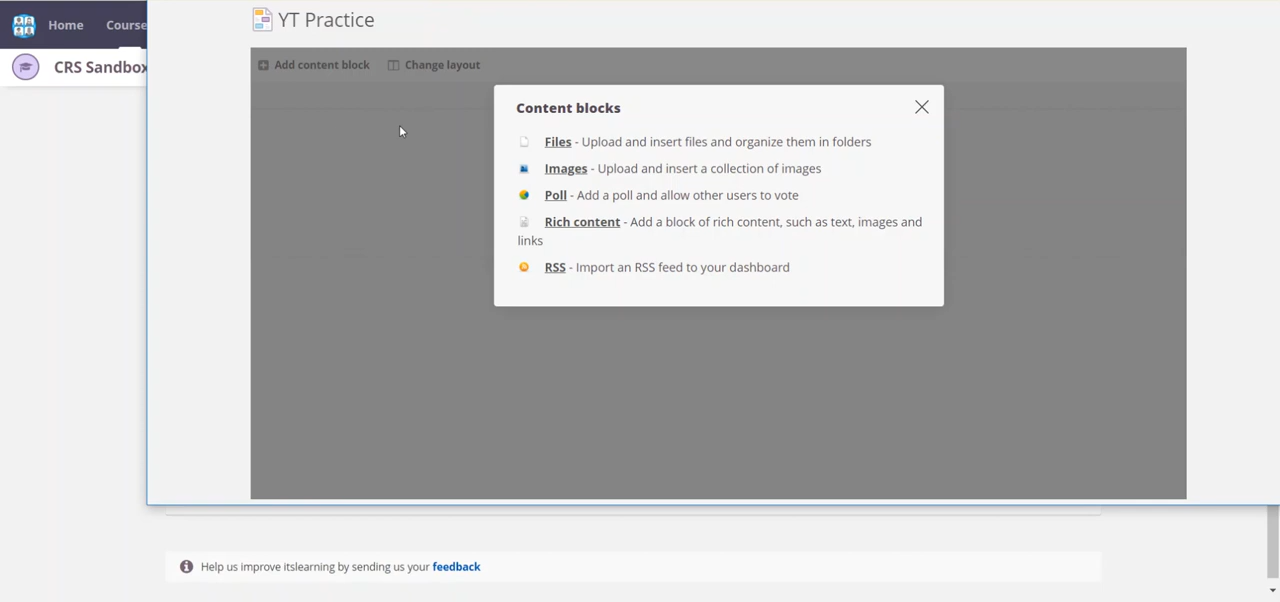 Home Course
YT Practice
CRS Sandbox
Add content block Change layout
Content blocks
Files - Upload and insert files and organize them in folders
Images - Upload and insert a collection of images
Poll - Add a poll and allow other users to vote
Rich content - Add a block of rich content, such as text, images and
links
RSS - Import an RSS feed to your dashboard
Help us improve itslearning by sending us your feedback